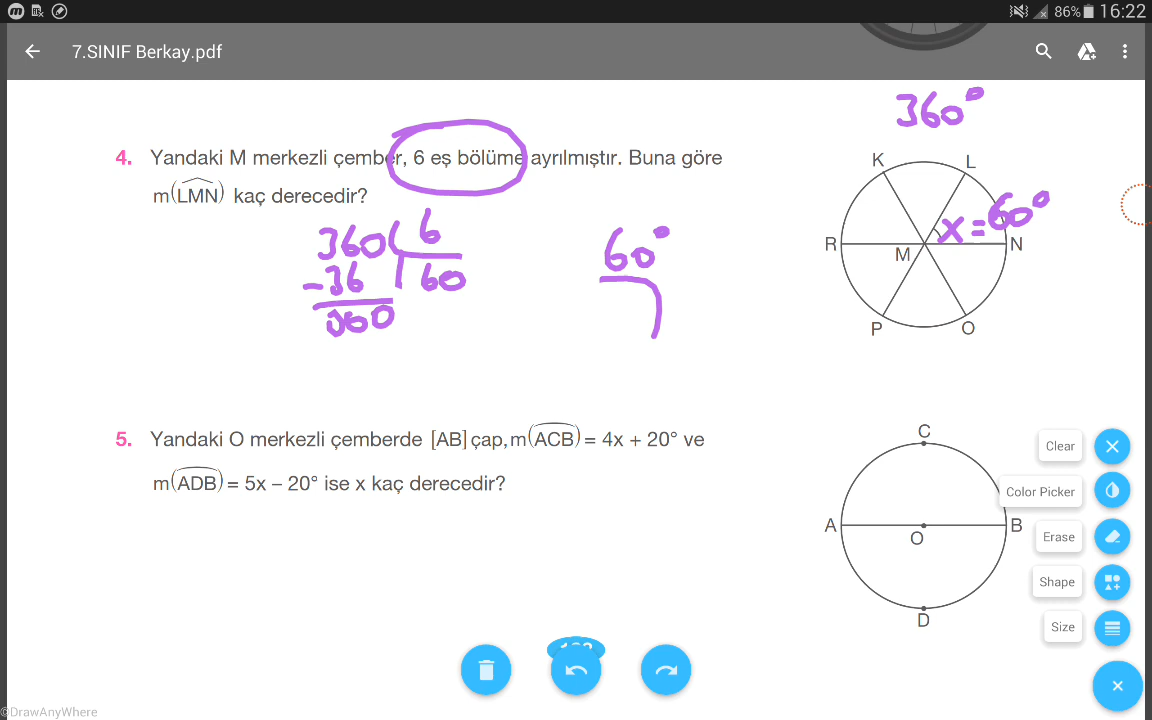 86% 16:22
7.SINIF Berkay.pdf
360°
4. Yandaki M merkezli çember, 6 eş bölüme ayrılmıştır. Buna göre
m(LMN) kaç derecedir?
360 6
-36 60
060
60°
K L
x=60°
R M N
P O
5. Yandaki O merkezli çemberde [AB] çap, m(ACB) = 4x + 20° ve
m(ADB) = 5x – 20° ise x kaç derecedir?
C
A O B
D
Clear
Color Picker
Erase
Shape
Size
©DrawAnyWhere